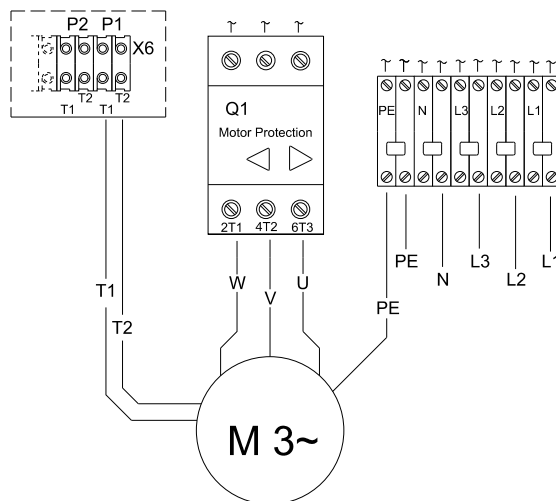 P2 P1
X6
T2 T2
T1 T1
Q1
Motor Protection
2T1 4T2 6T3
PE N L3 L2 L1
W V U
T1
T2
PE
PE
N
L3
L2
L1
M 3~